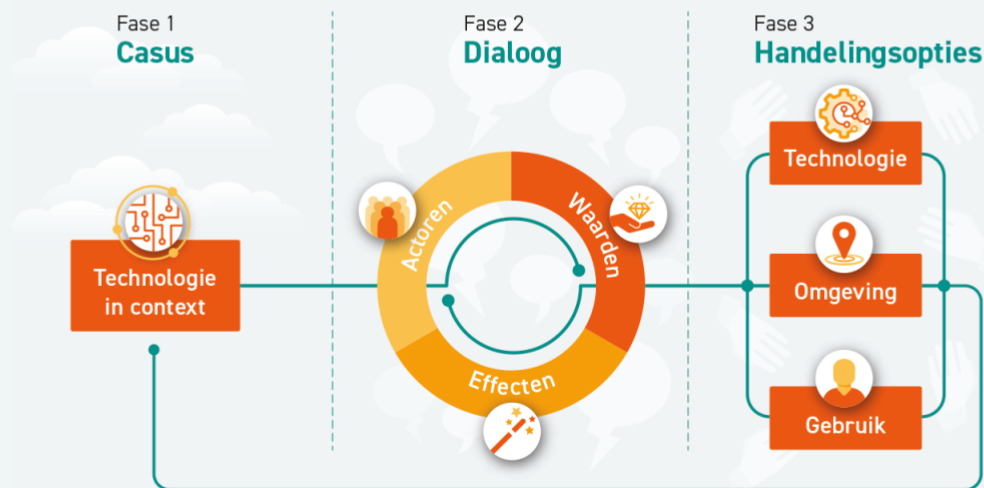 Fase 1
Casus
Fase 2
Dialoog
Fase 3
Handelingsopties
Technologie
in context
Actoren
Waarden
Effecten
Technologie
Omgeving
Gebruik